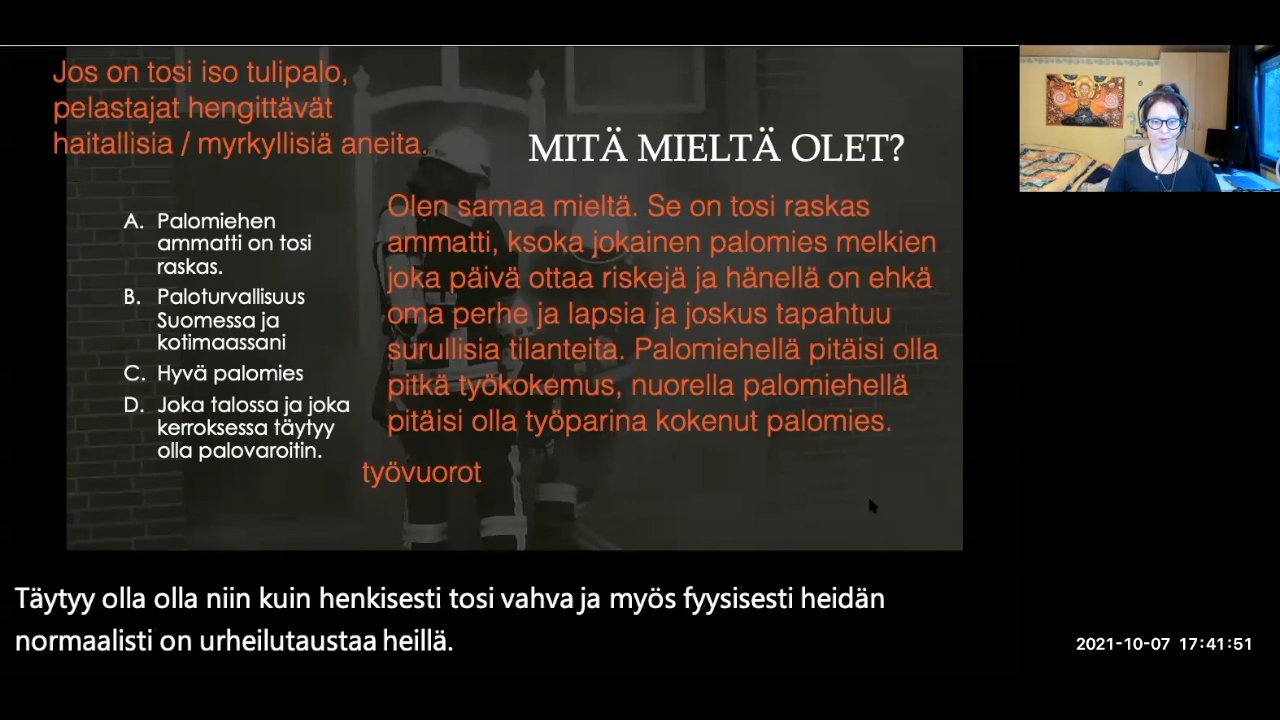 Jos on tosi iso tulipalo,
pelastajat hengittävät
haitallisia / myrkyllisiä aneita.
MITÄ MIELTÄ OLET?
A. Palomiehen
ammatti on tosi
raskas.
B. Paloturvallisuus
Suomessa ja
kotimaassani
C. Hyvä palomies
D. Joka talossa ja joka
kerroksessa täytyy
olla palovaroitin.
Olen samaa mieltä. Se on tosi raskas
ammatti, ksoka jokainen palomies melkien
joka päivä ottaa riskejä ja hänellä on ehkä
oma perhe ja lapsia ja joskus tapahtuu
surullisia tilanteita. Palomiehellä pitäisi olla
pitkä työkokemus, nuorella palomiehellä
pitäisi olla työparina kokenut palomies.
työvuorot
Täytyy olla olla niin kuin henkisesti tosi vahva ja myös fyysisesti heidän
normaalisti on urheilutaustaa heillä.
2021-10-07 17:41:51